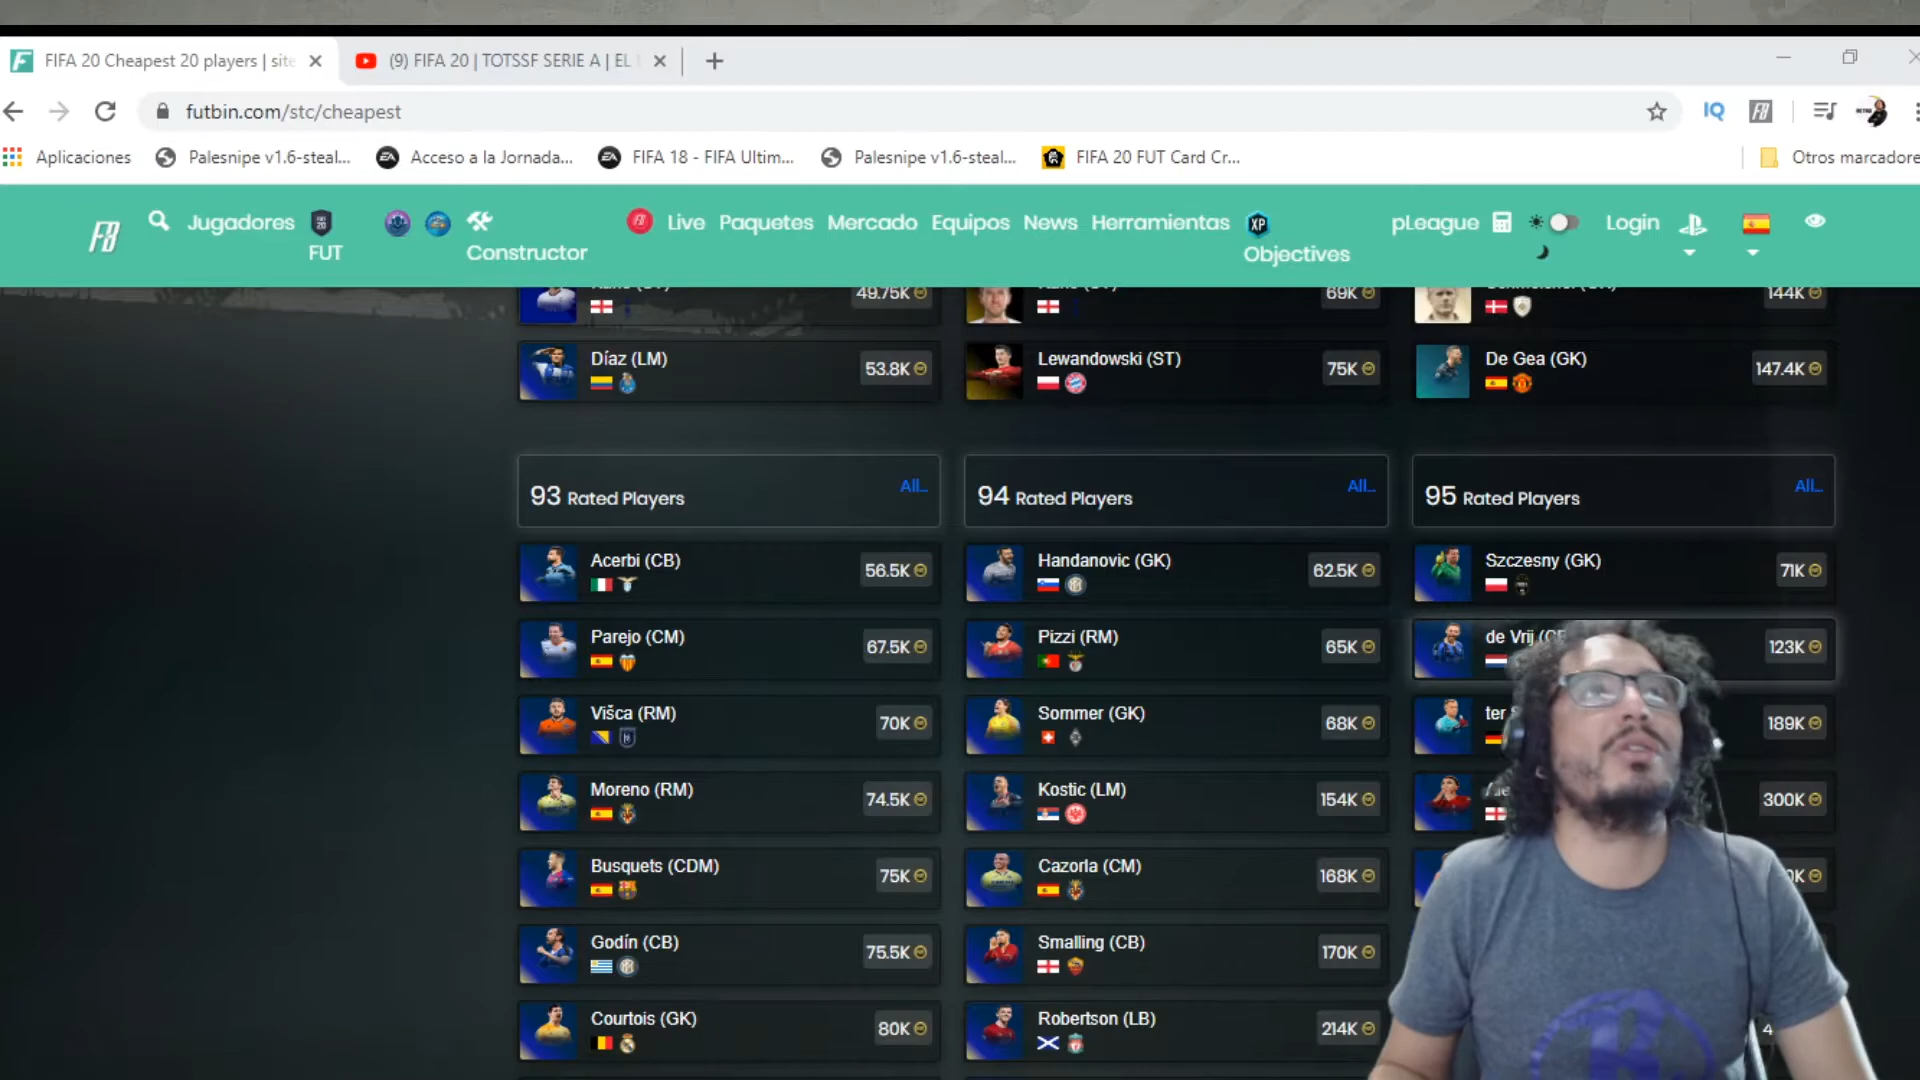 FIFA 20 Cheapest 20 players | site
(9) FIFA 20 | TOTSSF SERIE A | EL
futbin.com/stc/cheapest
IQ
Aplicaciones
Palesnipe v1.6-steal...
Acceso a la Jornada...
FIFA 18 - FIFA Ultim...
Palesnipe v1.6-steal...
FIFA 20 FUT Card Cr...
Otros marcadore
Jugadores
FUT
Constructor
Live
Paquetes
Mercado
Equipos
News
Herramientas
XP
Objectives
pLeague
Login
49.75K
69K
144K
Díaz (LM)
53.8K
Lewandowski (ST)
75K
De Gea (GK)
147.4K
93 Rated Players
All...
94 Rated Players
All...
95 Rated Players
All...
Acerbi (CB)
56.5K
Handanovic (GK)
62.5K
Szczesny (GK)
71K
Parejo (CM)
67.5K
Pizzi (RM)
65K
de Vrij
123K
Višca (RM)
70K
Sommer (GK)
68K
ter
189K
Moreno (RM)
74.5K
Kostic (LM)
154K
300K
Busquets (CDM)
75K
Cazorla (CM)
168K
Godín (CB)
75.5K
Smalling (CB)
170K
Courtois (GK)
80K
Robertson (LB)
214K
4